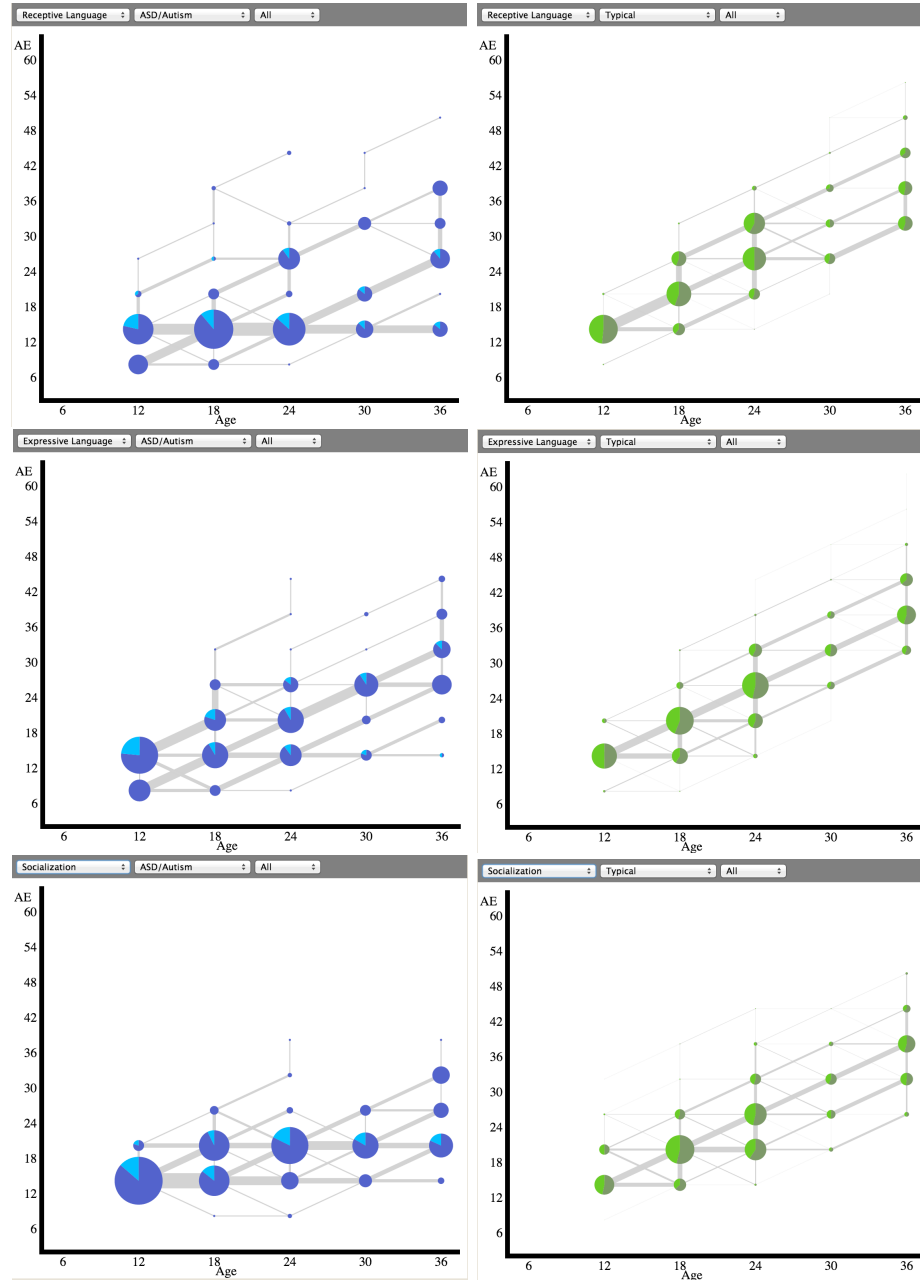 Receptive Language ASD/Autism All
AE
60
54
48
42
36
30
24
18
12
6
6 12 18 24 30 36
Age
Receptive Language Typical All
AE
60
54
48
42
36
30
24
18
12
6
6 12 18 24 30 36
Age
Expressive Language ASD/Autism All
AE
60
54
48
42
36
30
24
18
12
6
6 12 18 24 30 36
Age
Expressive Language Typical All
AE
60
54
48
42
36
30
24
18
12
6
6 12 18 24 30 36
Age
Socialization ASD/Autism All
AE
60
54
48
42
36
30
24
18
12
6
6 12 18 24 30 36
Age
Socialization Typical All
AE
60
54
48
42
36
30
24
18
12
6
6 12 18 24 30 36
Age